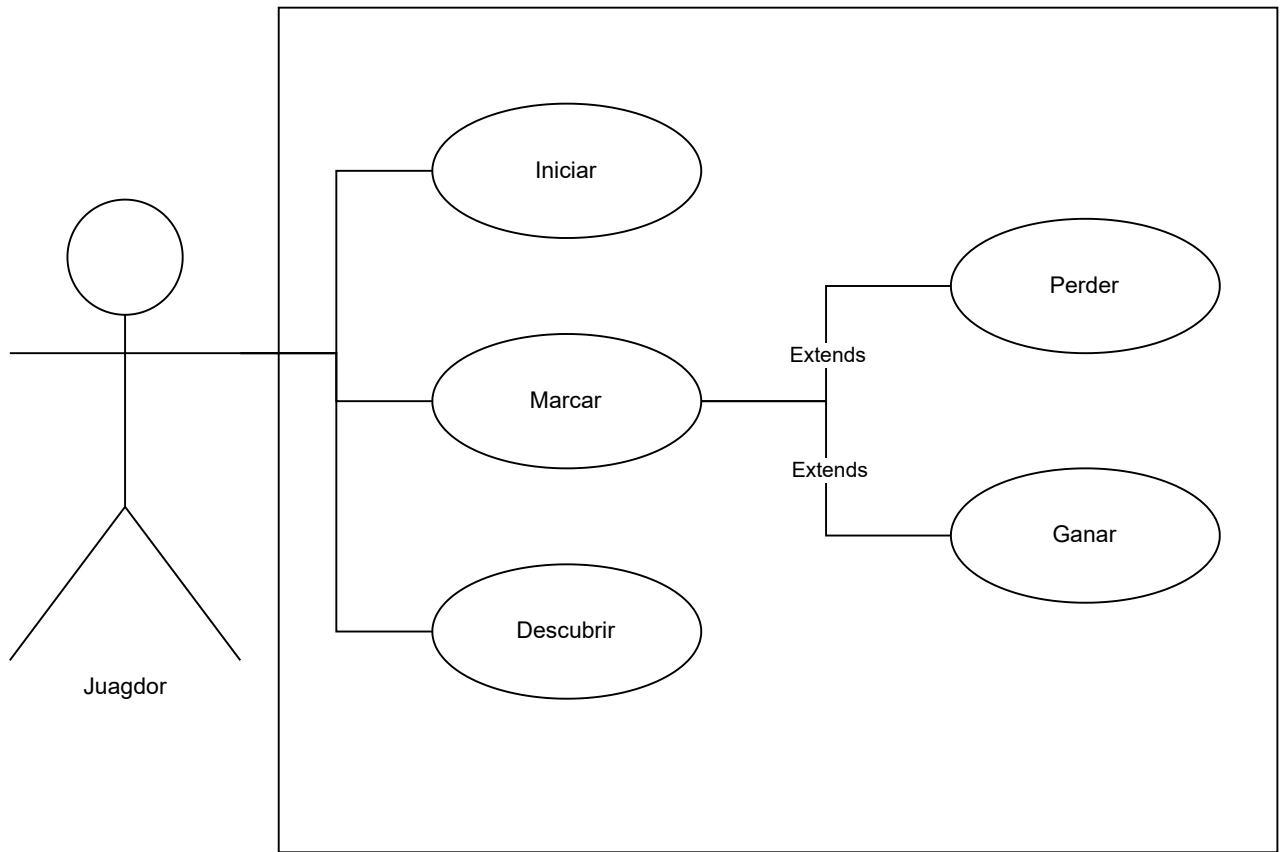 Iniciar
Perder
Extends
Marcar
Extends
Ganar
Descubrir
Juagdor